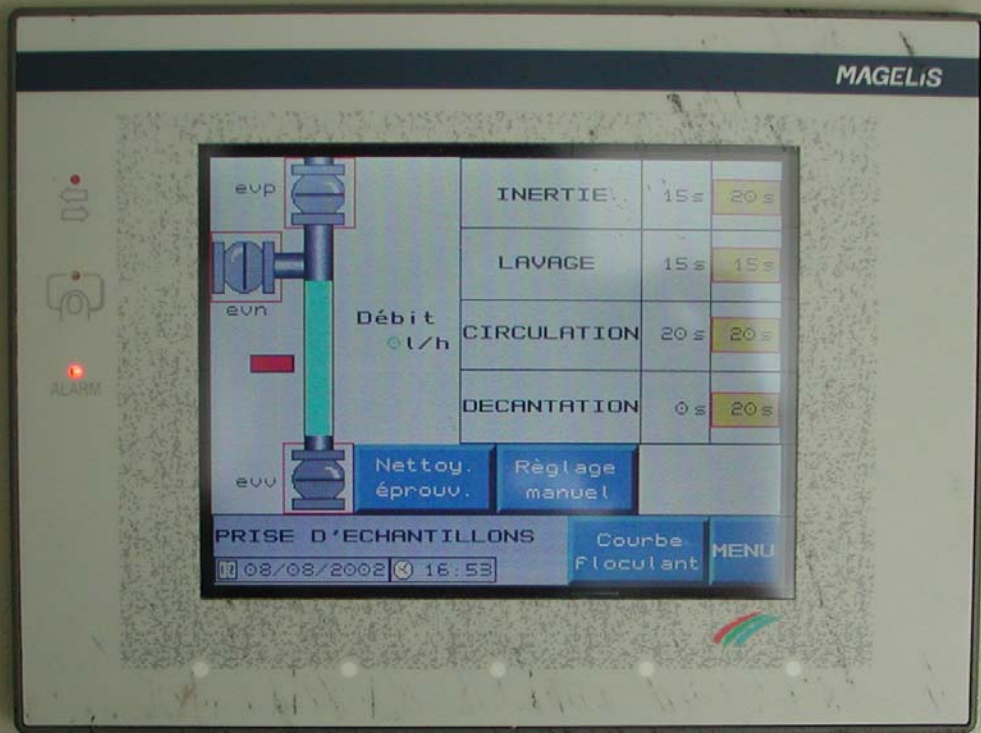 MAGELIS
evp
INERTIE 15s 20s
LAVAGE 15s 15s
evn
Débit
0l/h
CIRCULATION 20s 20s
ALARM
DECANTATION 0s 20s
evv
Nettoy.
éprouv.
Règlage
manuel
PRISE D'ECHANTILLONS
08/08/2002 16:53
Courbe
Floculant
MENU